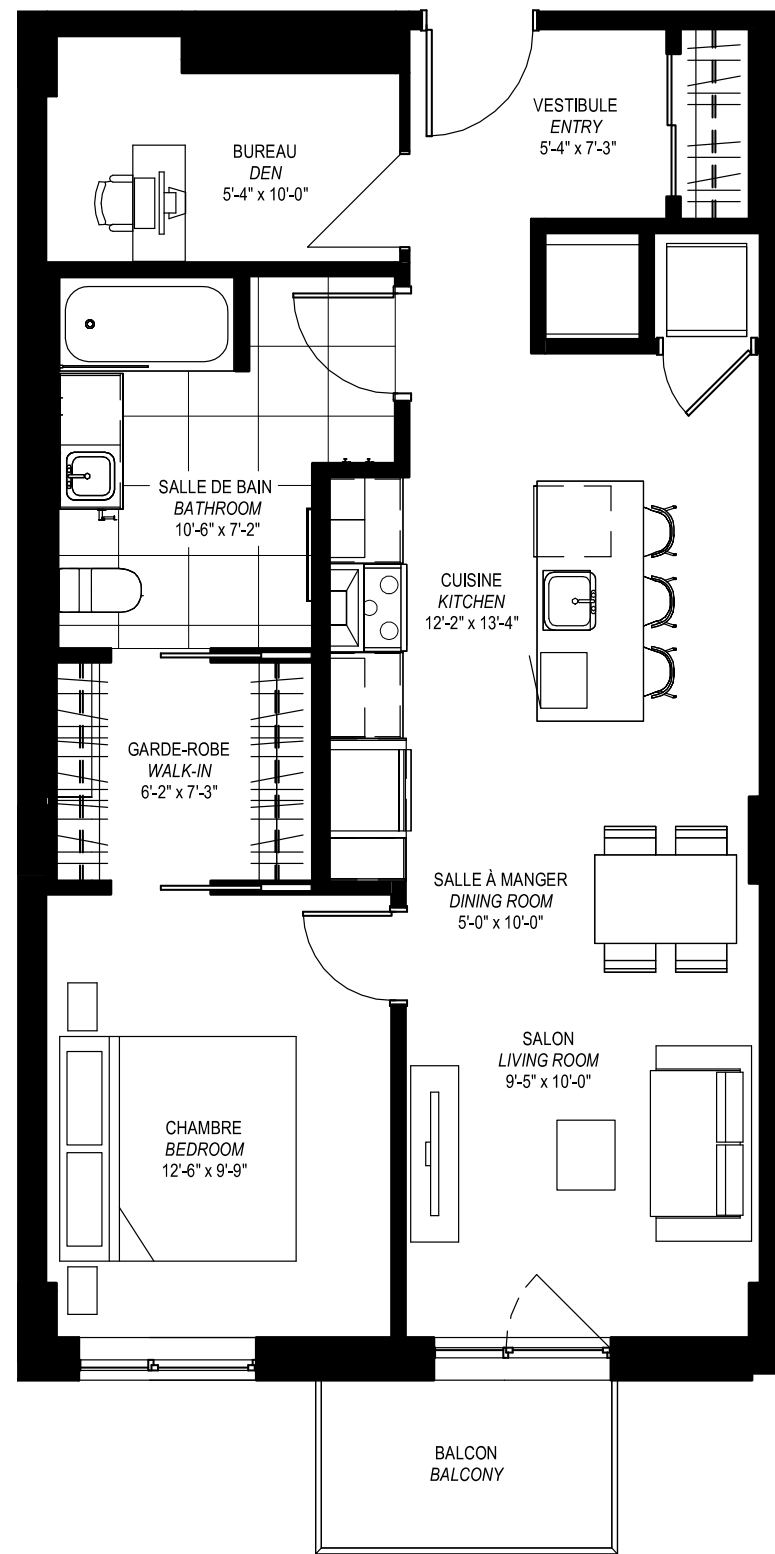 VESTIBULE
ENTRY
5'-4" x 7'-3"
BUREAU
DEN
5'-4" x 10'-0"
SALLE DE BAIN
BATHROOM
10'-6" x 7'-2"
CUISINE
KITCHEN
12'-2" x 13'-4"
GARDE-ROBE
WALK-IN
6'-2" x 7'-3"
SALLE À MANGER
DINING ROOM
5'-0" x 10'-0"
SALON
LIVING ROOM
9'-5" x 10'-0"
CHAMBRE
BEDROOM
12'-6" x 9'-9"
BALCON
BALCONY